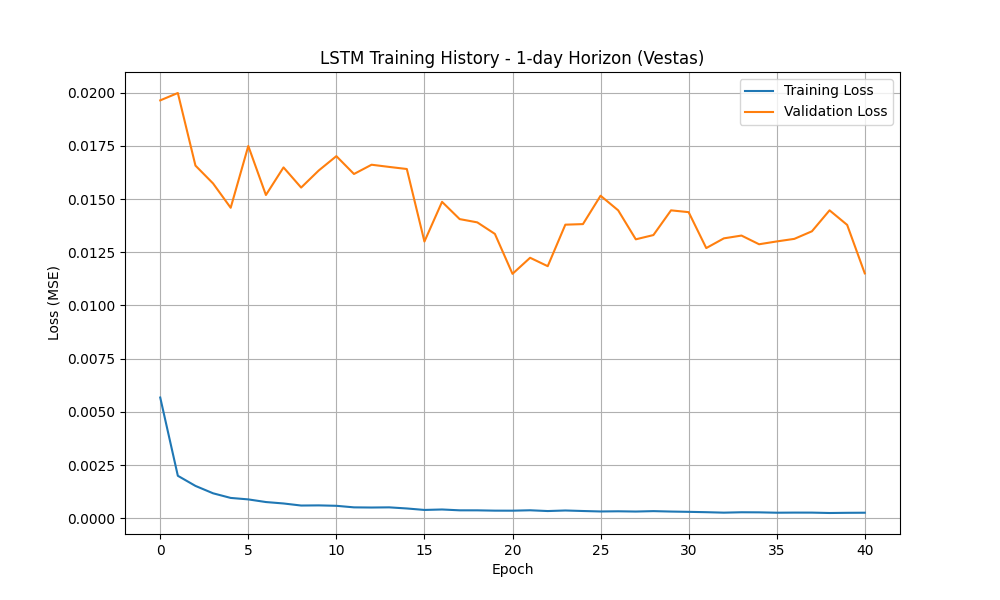 LSTM Training History - 1-day Horizon (Vestas)
Training Loss
Validation Loss
0.0200
0.0175
0.0150
0.0125
0.0100
0.0075
0.0050
0.0025
0.0000
Loss (MSE)
0 5 10 15 20 25 30 35 40
Epoch